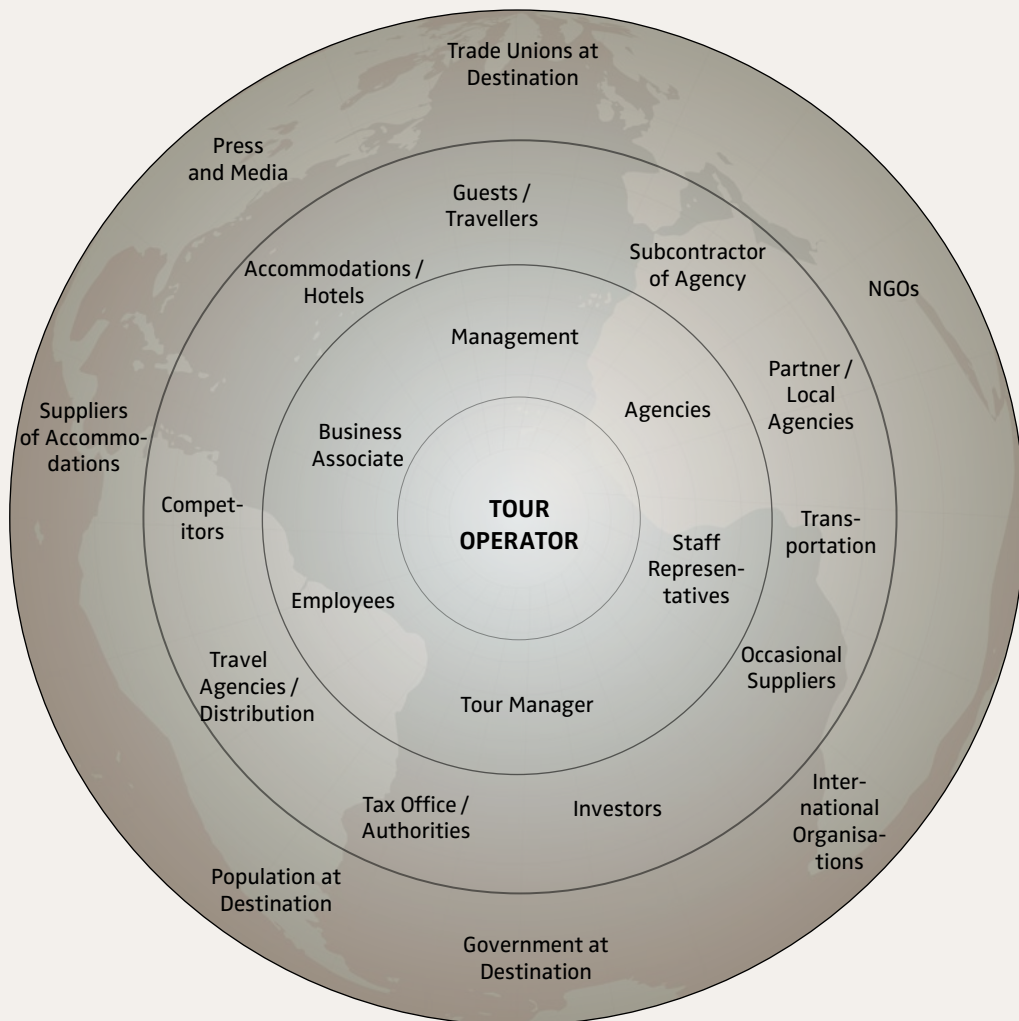 Trade Unions at
Destination
Press
and Media
Guests /
Travellers
Subcontractor
of Agency
Accommodations /
Hotels
NGOs
Management
Partner /
Local
Agencies
Agencies
Suppliers
of Accommo-
dations
Business
Associate
Compet-
itors
TOUR
OPERATOR
Trans-
portation
Staff
Represen-
tatives
Employees
Occasional
Suppliers
Travel
Agencies /
Distribution
Tour Manager
Inter-
national
Organisa-
tions
Tax Office /
Authorities
Investors
Population at
Destination
Government at
Destination